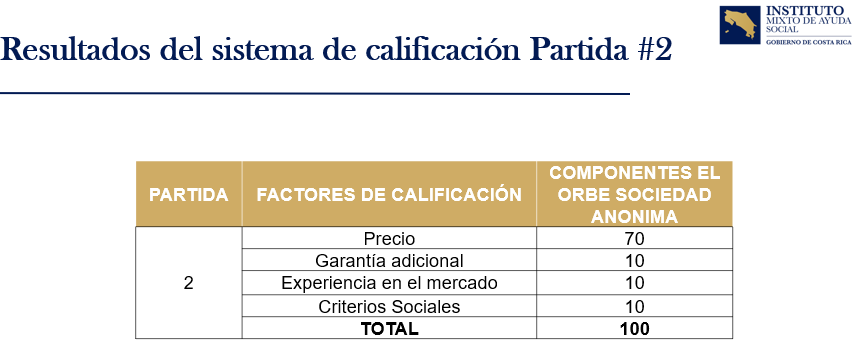 INSTITUTO
MIXTO DE AYUDA
SOCIAL
GOBIERNO DE COSTA RICA
Resultados del sistema de calificación Partida #2
PARTIDA FACTORES DE CALIFICACIÓN COMPONENTES EL
ORBE SOCIEDAD
ANONIMA
2
Precio 70
Garantía adicional 10
Experiencia en el mercado 10
Criterios Sociales 10
TOTAL 100